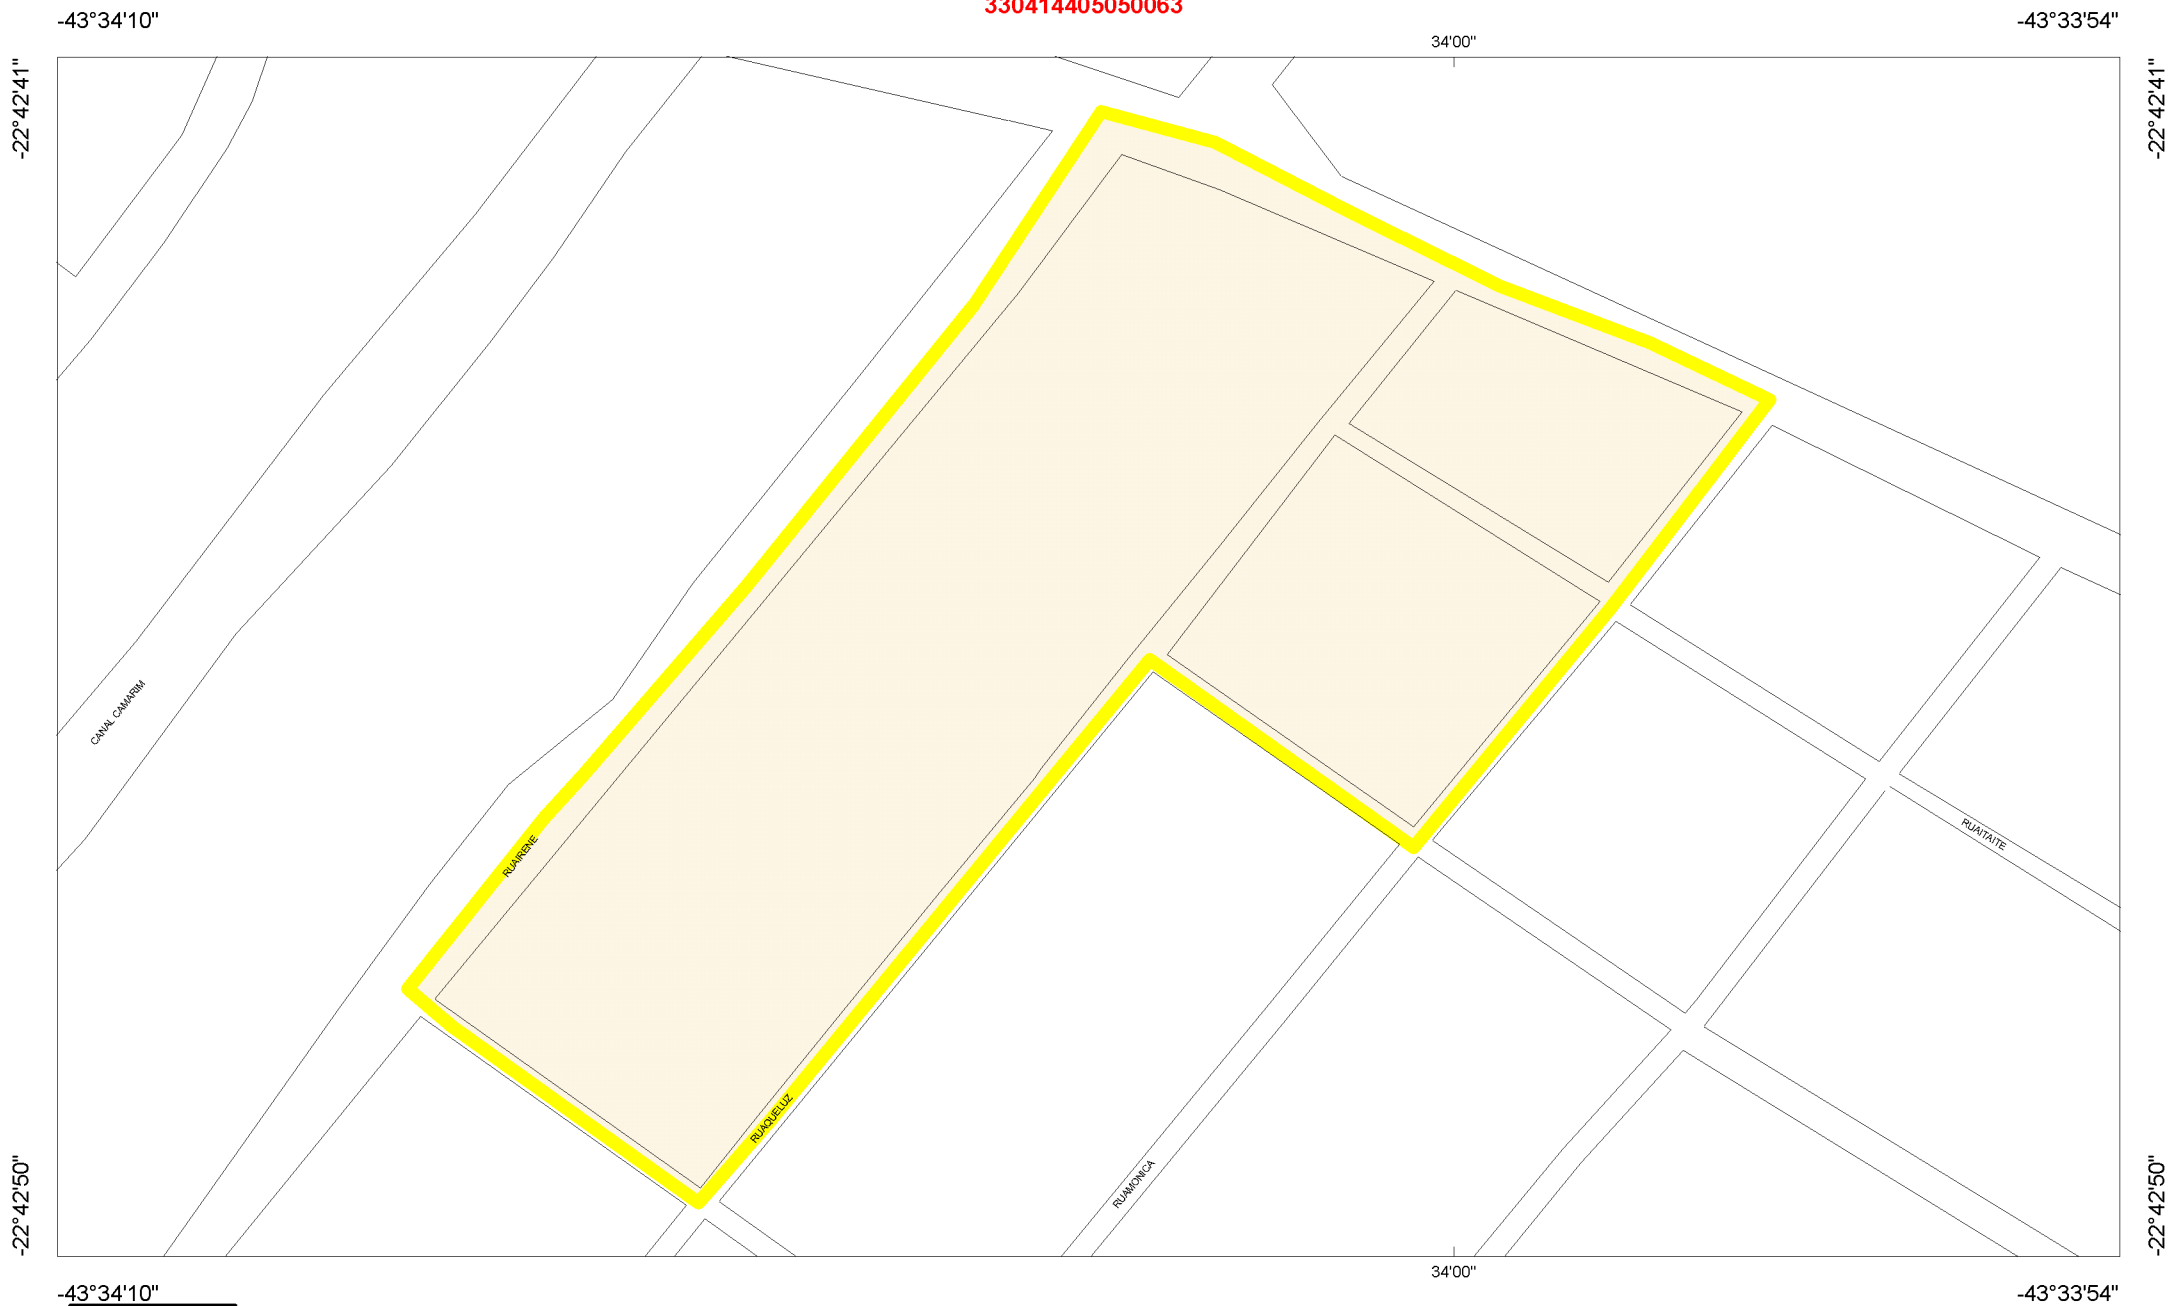 330414405050063
-43°34'10"
-43°33'54"
34'00"
-22°42'41"
-22°42'41"
CANAL CAMARIM
RUAIRENE
RUAITAITE
RUAQUELUZ
RUAMONICA
-22°42'50"
-22°42'50"
34'00"
-43°34'10"
-43°33'54"